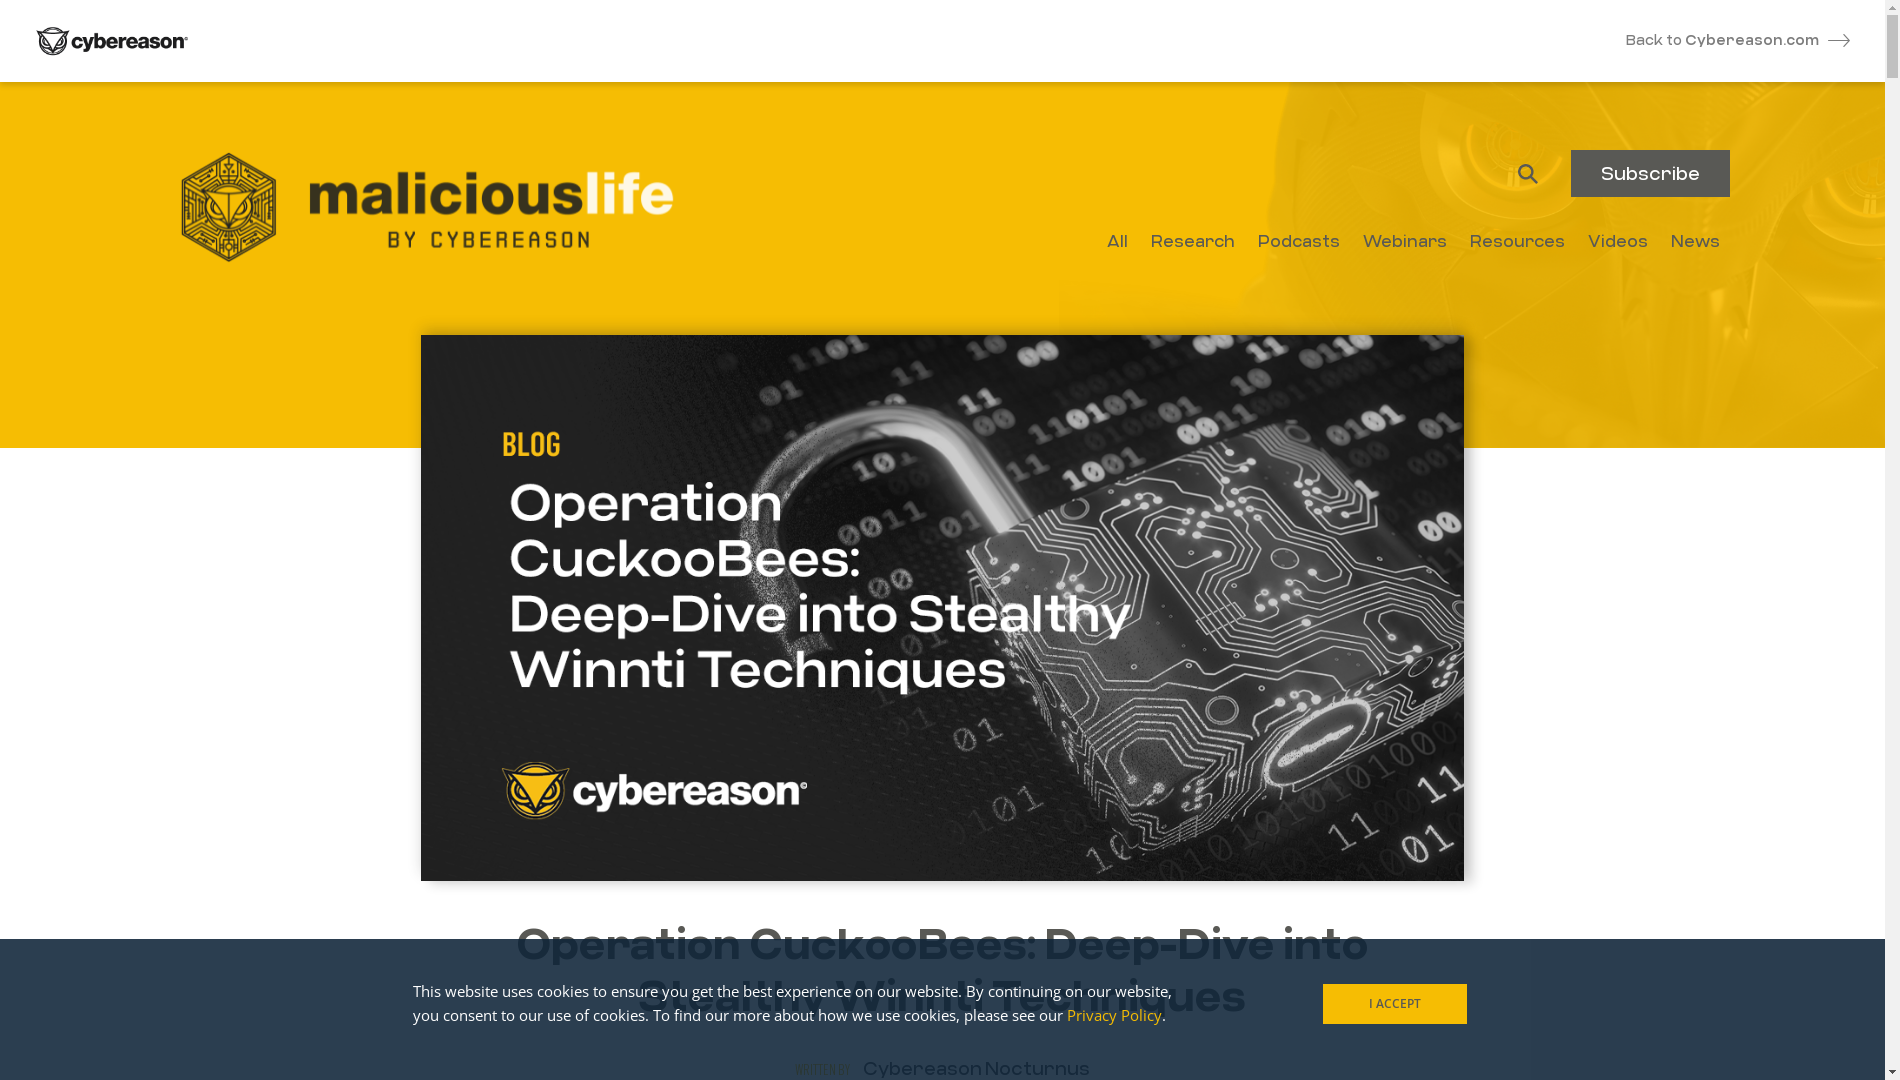 cybereason
Back to Cybereason.com
maliciouslife
BY CYBEREASON
Subscribe
All Research Podcasts Webinars Resources Videos News
BLOG
Operation
CuckooBees:
Deep-Dive into Stealthy
Winnti Techniques
cybereason®
Operation CuckooBees: Deep-Dive into
Stealthy Winnti Techniques
This website uses cookies to ensure you get the best experience on our website. By continuing on our website,
you consent to our use of cookies. To find our more about how we use cookies, please see our Privacy Policy.
I ACCEPT
WRITTEN BY Cybereason Nocturnus